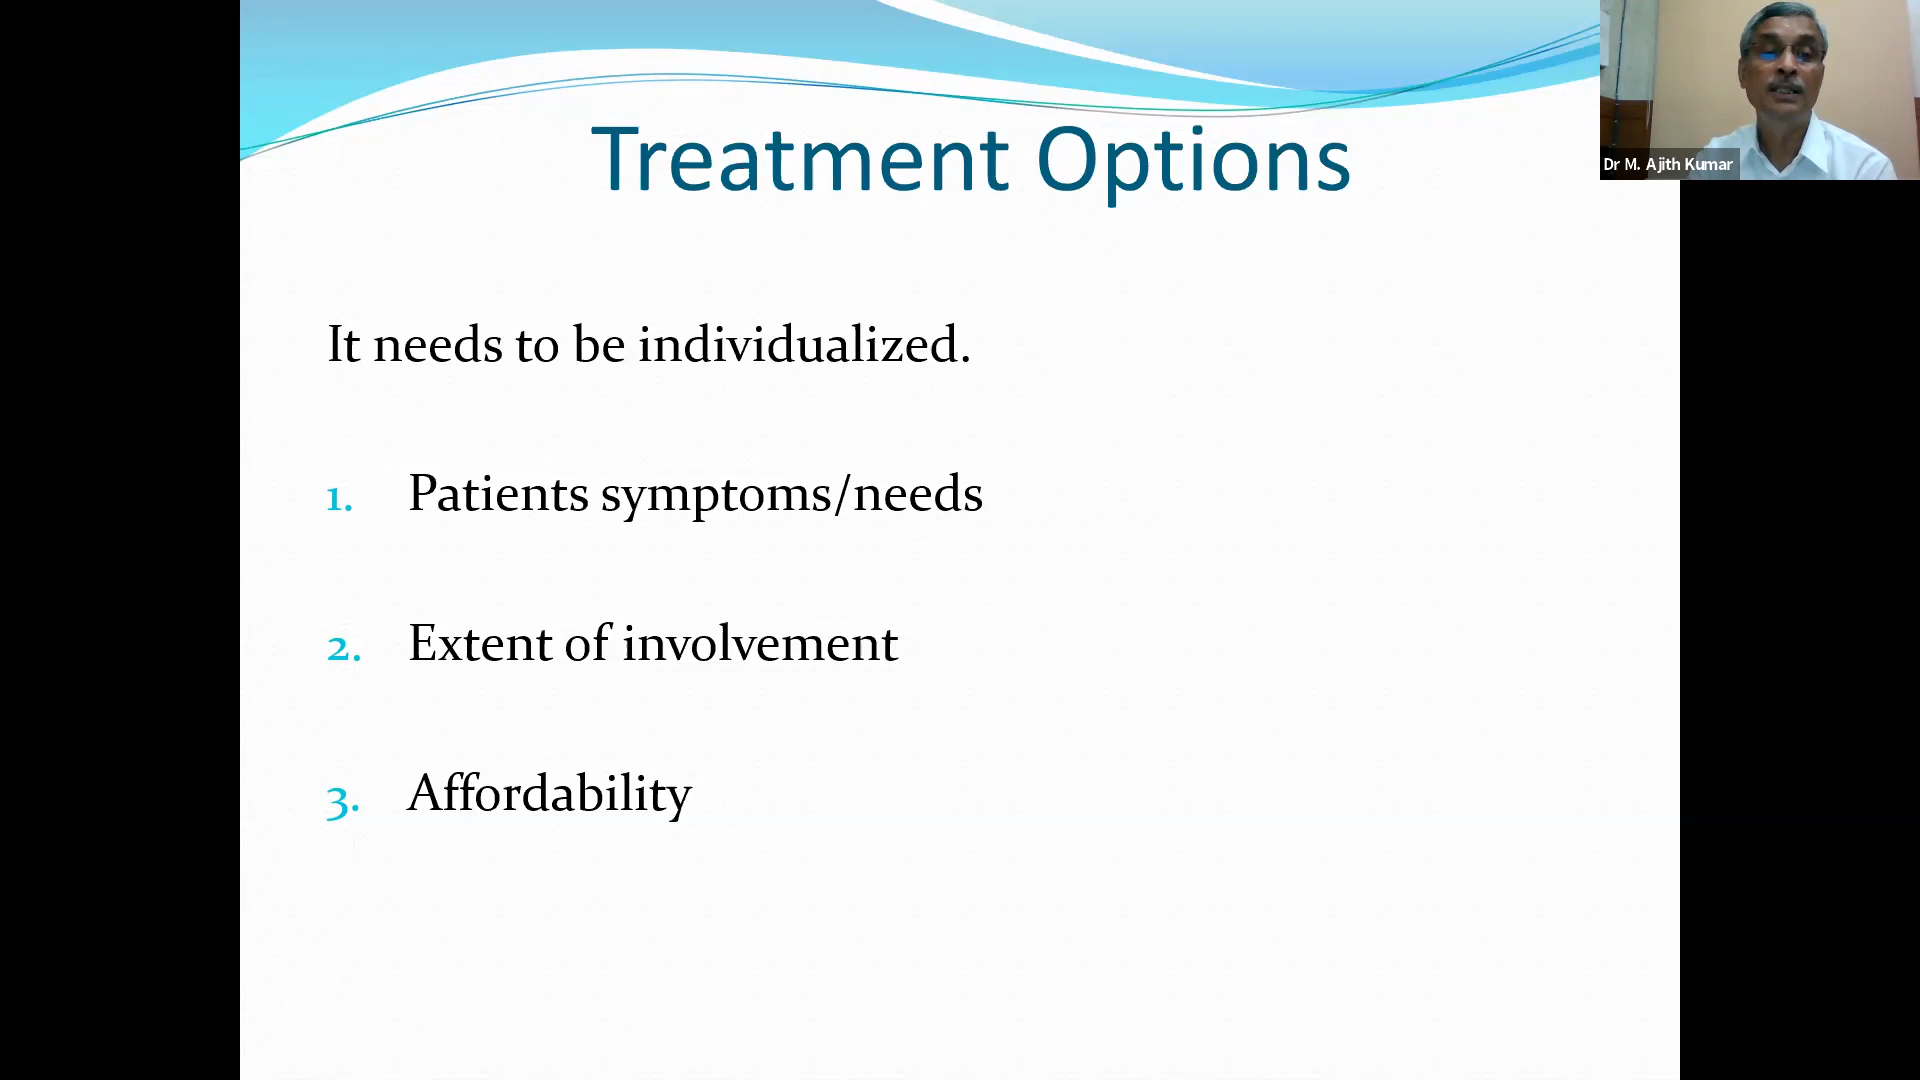 Treatment Options
Dr M. Ajith Kumar
It needs to be individualized.
1. Patients symptoms/needs
2. Extent of involvement
3. Affordability